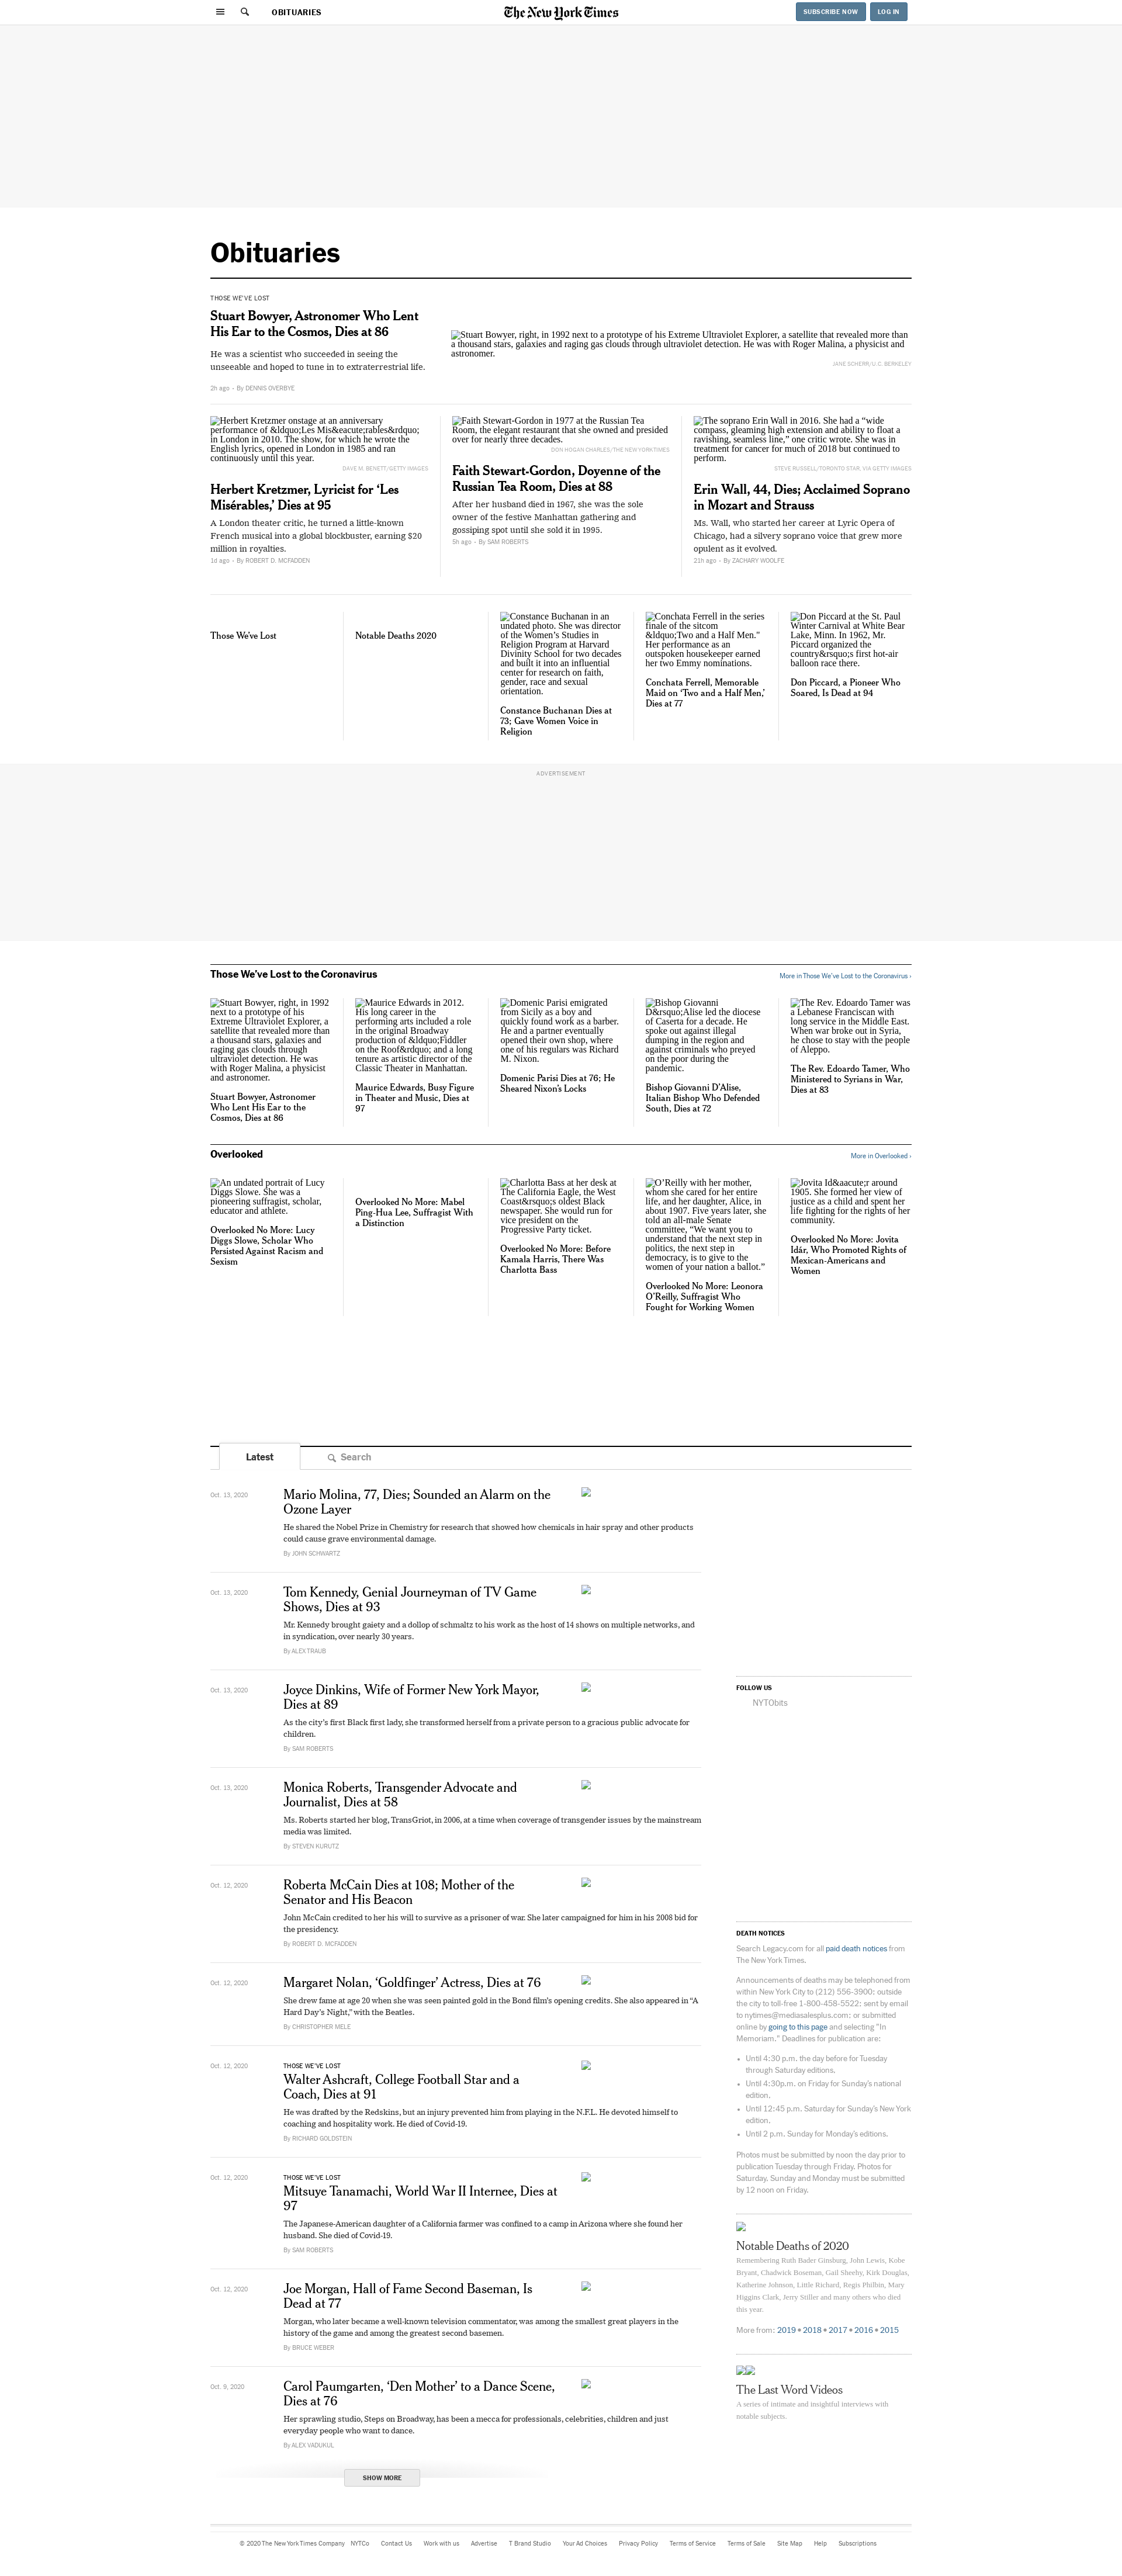 OBITUARIES
The New York Times
SUBSCRIBE NOW
LOG IN
Obituaries
THOSE WE'VE LOST
Stuart Bowyer, Astronomer Who Lent
His Ear to the Cosmos, Dies at 86
He was a scientist who succeeded in seeing the
unseeable and hoped to tune in to extraterrestrial life.
2h ago - By DENNIS OVERBYE
Stuart Bowyer, right, in 1992 next to a prototype of his Extreme Ultraviolet Explorer, a satellite that revealed more than
a thousand stars, galaxies and raging gas clouds through ultraviolet detection. He was with Roger Malina, a physicist and
astronomer.
JANE SCHERR/U.C. BERKELEY
Herbert Kretzmer onstage at an anniversary
performance of &ldquo;Les Mis&eacute;rables&rdquo;
in London in 2010. The show, for which he wrote the
English lyrics, opened in London in 1985 and ran
continuously until this year.
DAVE M. BENETT/GETTY IMAGES
Herbert Kretzmer, Lyricist for ‘Les
Misérables,’ Dies at 95
A London theater critic, he turned a little-known
French musical into a global blockbuster, earning $20
million in royalties.
1d ago - By ROBERT D. MCFADDEN
Faith Stewart-Gordon in 1977 at the Russian Tea
Room, the elegant restaurant that she owned and presided
over for nearly three decades.
DON HOGAN CHARLES/THE NEW YORK TIMES
Faith Stewart-Gordon, Doyenne of the
Russian Tea Room, Dies at 88
After her husband died in 1967, she was the sole
owner of the festive Manhattan gathering and
gossiping spot until she sold it in 1995.
5h ago - By SAM ROBERTS
The soprano Erin Wall in 2016. She had a “wide
compass, gleaming high extension and ability to float a
ravishing, seamless line,” one critic wrote. She was in
treatment for cancer for much of 2018 but continued to
perform.
STEVE RUSSELL/TORONTO STAR, VIA GETTY IMAGES
Erin Wall, 44, Dies; Acclaimed Soprano
in Mozart and Strauss
Ms. Wall, who started her career at Lyric Opera of
Chicago, had a silvery soprano voice that grew more
opulent as it evolved.
21h ago - By ZACHARY WOOLFE
Those We've Lost
Notable Deaths 2020
Constance Buchanan in an
undated photo. She was director
of the Women’s Studies in
Religion Program at Harvard
Divinity School for two decades
and built it into an influential
center for research on faith,
gender, race and sexual
orientation.
Constance Buchanan Dies at
73; Gave Women Voice in
Religion
Conchata Ferrell in the series
finale of the sitcom
&ldquo;Two and a Half Men.”
Her performance as an
outspoken housekeeper earned
her two Emmy nominations.
Conchata Ferrell, Memorable
Maid on ‘Two and a Half Men,’
Dies at 77
Don Piccard at the St. Paul
Winter Carnival at White Bear
Lake, Minn. In 1962, Mr.
Piccard organized the
country&rsquo;s first hot-air
balloon race there.
Don Piccard, a Pioneer Who
Soared, Is Dead at 94
ADVERTISEMENT
Those We’ve Lost to the Coronavirus
More in Those We've Lost to the Coronavirus ›
Stuart Bowyer, right, in 1992
next to a prototype of his
Extreme Ultraviolet Explorer, a
satellite that revealed more than
a thousand stars, galaxies and
raging gas clouds through
ultraviolet detection. He was
with Roger Malina, a physicist
and astronomer.
Stuart Bowyer, Astronomer
Who Lent His Ear to the
Cosmos, Dies at 86
Maurice Edwards in 2012.
His long career in the
performing arts included a role
in the original Broadway
production of &ldquo;Fiddler
on the Roof&rdquo; and a long
tenure as artistic director of the
Classic Theater in Manhattan.
Maurice Edwards, Busy Figure
in Theater and Music, Dies at
97
Domenic Parisi emigrated
from Sicily as a boy and
quickly found work as a barber.
He and a partner eventually
opened their own shop, where
one of his regulars was Richard
M. Nixon.
Domenic Parisi Dies at 76; He
Sheared Nixon’s Locks
Bishop Giovanni
D&rsquo;Alise led the diocese
of Caserta for a decade. He
spoke out against illegal
dumping in the region and
against criminals who preyed
on the poor during the
pandemic.
Bishop Giovanni D’Alise,
Italian Bishop Who Defended
South, Dies at 72
The Rev. Edoardo Tamer was
a Lebanese Franciscan with
long service in the Middle East.
When war broke out in Syria,
he chose to stay with the people
of Aleppo.
The Rev. Edoardo Tamer, Who
Ministered to Syrians in War,
Dies at 83
Overlooked
More in Overlooked ›
An undated portrait of Lucy
Diggs Slowe. She was a
pioneering suffragist, scholar,
educator and athlete.
Overlooked No More: Lucy
Diggs Slowe, Scholar Who
Persisted Against Racism and
Sexism
Overlooked No More: Mabel
Ping-Hua Lee, Suffragist With
a Distinction
Charlotta Bass at her desk at
The California Eagle, the West
Coast&rsquo;s oldest Black
newspaper. She would run for
vice president on the
Progressive Party ticket.
Overlooked No More: Before
Kamala Harris, There Was
Charlotta Bass
O’Reilly with her mother,
whom she cared for her entire
life, and her daughter, Alice, in
about 1907. Five years later, she
told an all-male Senate
committee, “We want you to
understand that the next step in
politics, the next step in
democracy, is to give to the
women of your nation a ballot.”
Overlooked No More: Leonora
O’Reilly, Suffragist Who
Fought for Working Women
Jovita Id&aacute;r around
1905. She formed her view of
justice as a child and spent her
life fighting for the rights of her
community.
Overlooked No More: Jovita
Idár, Who Promoted Rights of
Mexican-Americans and
Women
Latest
Search
Oct. 13, 2020
Mario Molina, 77, Dies; Sounded an Alarm on the
Ozone Layer
He shared the Nobel Prize in Chemistry for research that showed how chemicals in hair spray and other products
could cause grave environmental damage.
By JOHN SCHWARTZ
Oct. 13, 2020
Tom Kennedy, Genial Journeyman of TV Game
Shows, Dies at 93
Mr. Kennedy brought gaiety and a dollop of schmaltz to his work as the host of 14 shows on multiple networks, and
in syndication, over nearly 30 years.
By ALEX TRAUB
Oct. 13, 2020
Joyce Dinkins, Wife of Former New York Mayor,
Dies at 89
As the city’s first Black first lady, she transformed herself from a private person to a gracious public advocate for
children.
By SAM ROBERTS
Oct. 13, 2020
Monica Roberts, Transgender Advocate and
Journalist, Dies at 58
Ms. Roberts started her blog, TransGriot, in 2006, at a time when coverage of transgender issues by the mainstream
media was limited.
By STEVEN KURUTZ
Oct. 12, 2020
Roberta McCain Dies at 108; Mother of the
Senator and His Beacon
John McCain credited to her his will to survive as a prisoner of war. She later campaigned for him in his 2008 bid for
the presidency.
By ROBERT D. MCFADDEN
Oct. 12, 2020
Margaret Nolan, ‘Goldfinger’ Actress, Dies at 76
She drew fame at age 20 when she was seen painted gold in the Bond film’s opening credits. She also appeared in “A
Hard Day’s Night,” with the Beatles.
By CHRISTOPHER MELE
Oct. 12, 2020
THOSE WE'VE LOST
Walter Ashcraft, College Football Star and a
Coach, Dies at 91
He was drafted by the Redskins, but an injury prevented him from playing in the N.F.L. He devoted himself to
coaching and hospitality work. He died of Covid-19.
By RICHARD GOLDSTEIN
Oct. 12, 2020
THOSE WE'VE LOST
Mitsuye Tanamachi, World War II Internee, Dies at
97
The Japanese-American daughter of a California farmer was confined to a camp in Arizona where she found her
husband. She died of Covid-19.
By SAM ROBERTS
Oct. 12, 2020
Joe Morgan, Hall of Fame Second Baseman, Is
Dead at 77
Morgan, who later became a well-known television commentator, was among the smallest great players in the
history of the game and among the greatest second basemen.
By BRUCE WEBER
Oct. 9, 2020
Carol Paumgarten, ‘Den Mother’ to a Dance Scene,
Dies at 76
Her sprawling studio, Steps on Broadway, has been a mecca for professionals, celebrities, children and just
everyday people who want to dance.
By ALEX VADUKUL
SHOW MORE
FOLLOW US
NYTObits
DEATH NOTICES
Search Legacy.com for all paid death notices from
The New York Times.
Announcements of deaths may be telephoned from
within New York City to (212) 556-3900; outside
the city to toll-free 1-800-458-5522; sent by email
to nytimes@mediasalesplus.com; or submitted
online by going to this page and selecting "In
Memoriam." Deadlines for publication are:
• Until 4:30 p.m. the day before for Tuesday
through Saturday editions.
• Until 4:30p.m. on Friday for Sunday's national
edition.
• Until 12:45 p.m. Saturday for Sunday's New York
edition.
• Until 2 p.m. Sunday for Monday's editions.
Photos must be submitted by noon the day prior to
publication Tuesday through Friday. Photos for
Saturday, Sunday and Monday must be submitted
by 12 noon on Friday.
Notable Deaths of 2020
Remembering Ruth Bader Ginsburg, John Lewis, Kobe
Bryant, Chadwick Boseman, Gail Sheehy, Kirk Douglas,
Katherine Johnson, Little Richard, Regis Philbin, Mary
Higgins Clark, Jerry Stiller and many others who died
this year.
More from: 2019 • 2018 • 2017 • 2016 • 2015
The Last Word Videos
A series of intimate and insightful interviews with
notable subjects.
© 2020 The New York Times Company NYTCo Contact Us Work with us Advertise T Brand Studio Your Ad Choices Privacy Policy Terms of Service Terms of Sale Site Map Help Subscriptions